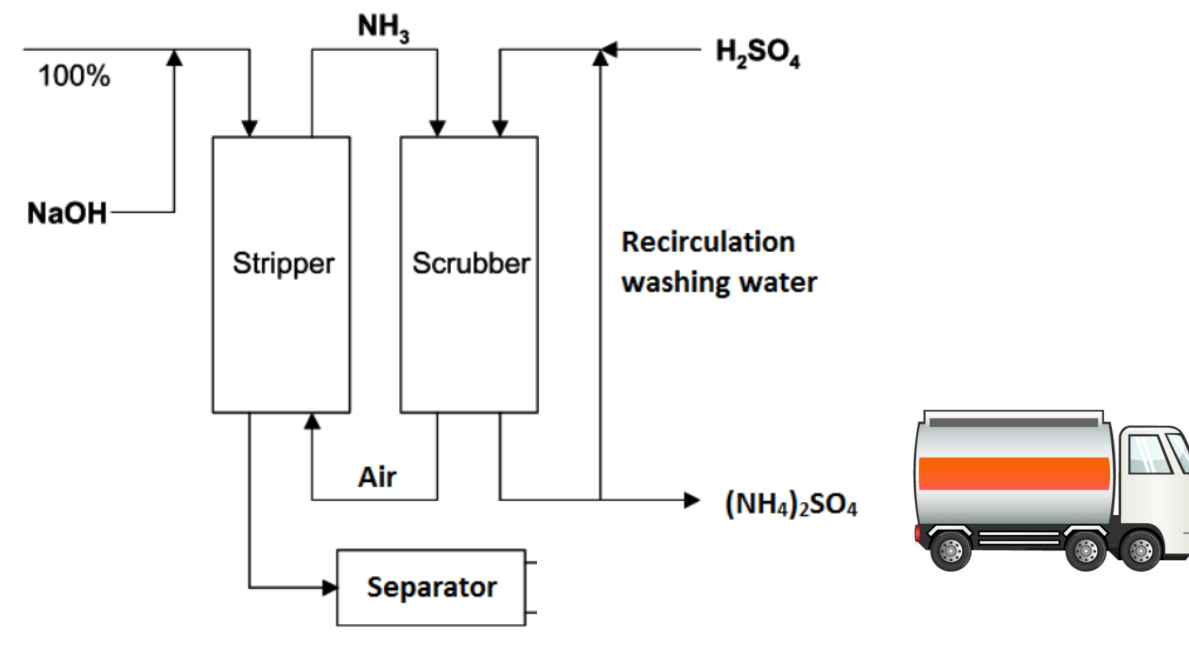 NH₃
H₂SO₄
100%
NaOH
Stripper
Scrubber
Recirculation
washing water
Air
(NH₄)₂SO₄
Separator